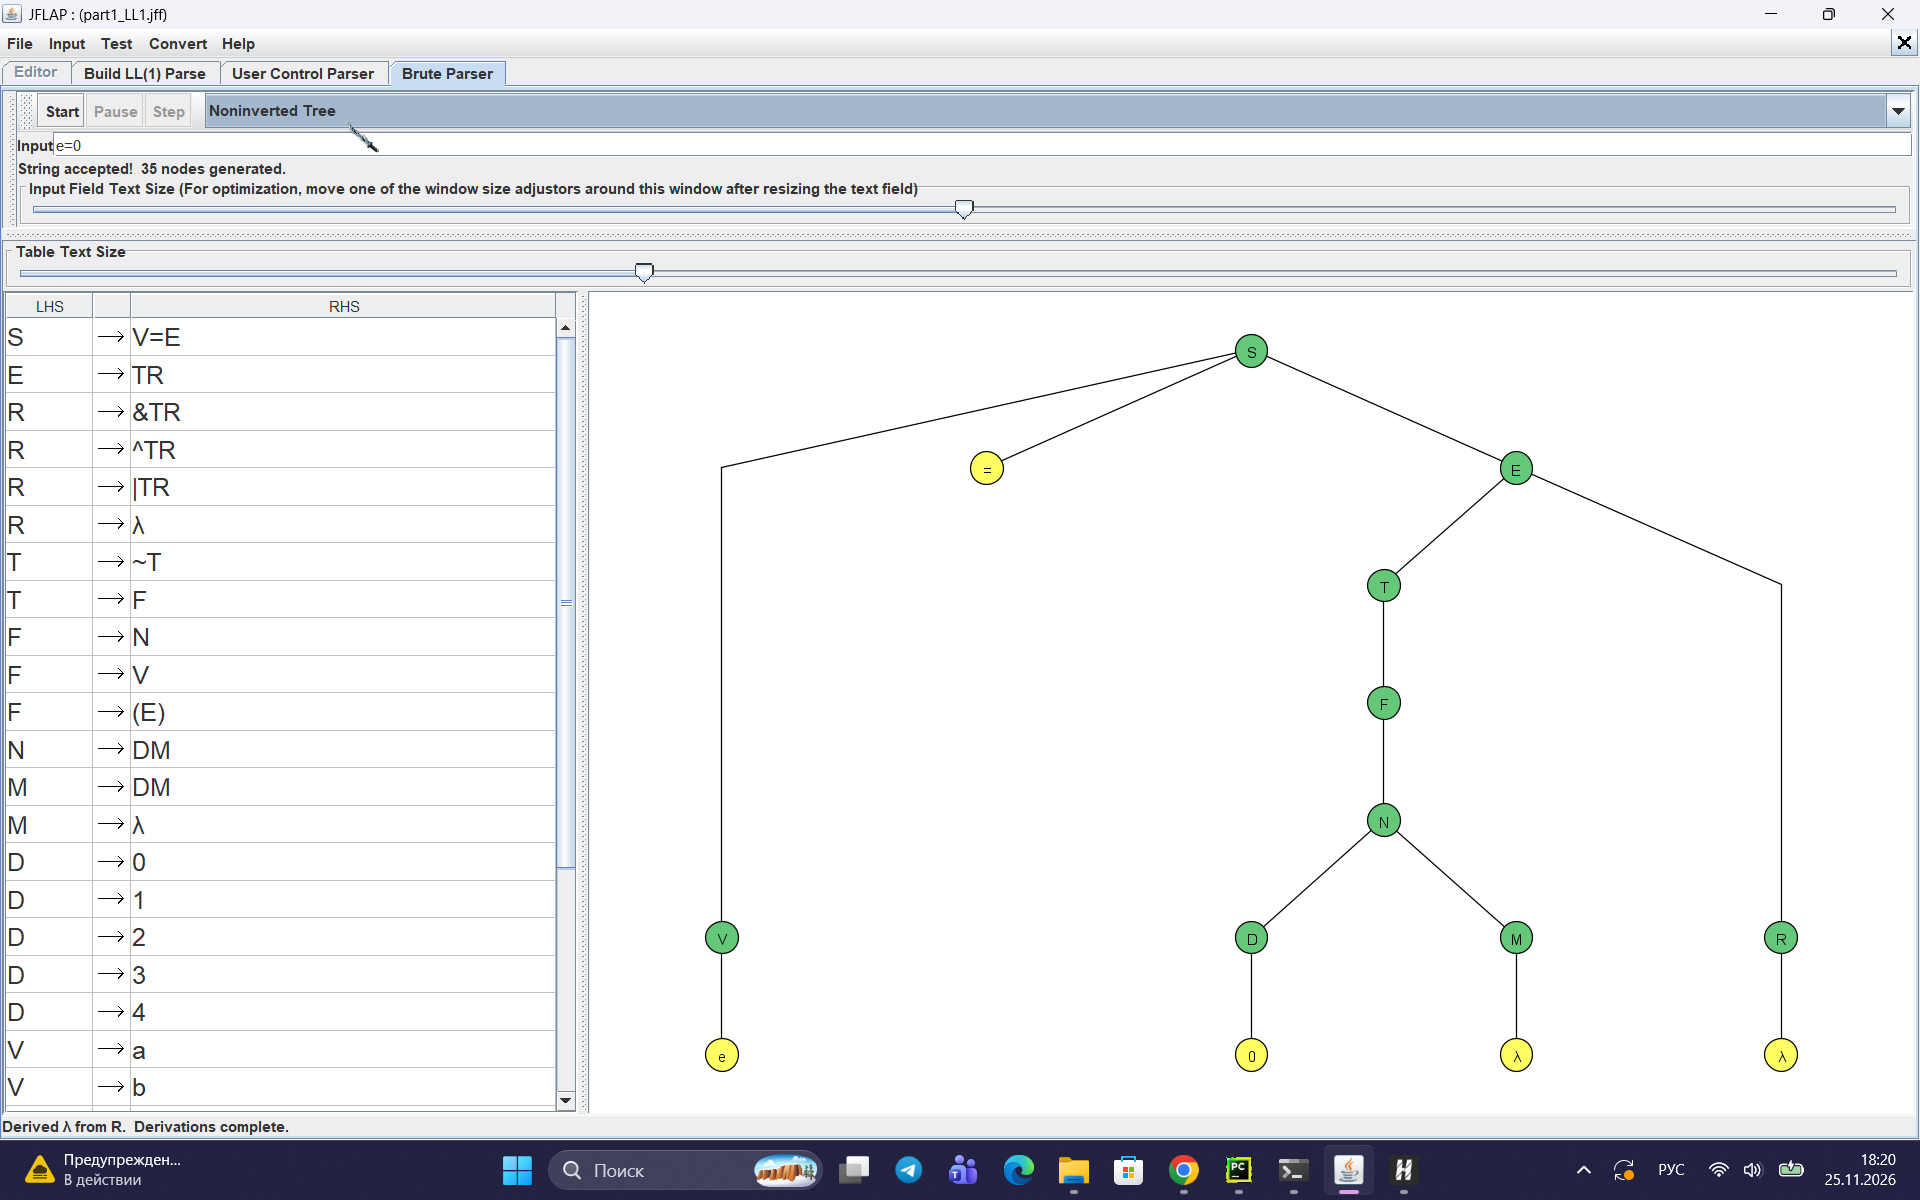 JFLAP : (part1_LL1.jff)
File Input Test Convert Help
Editor Build LL(1) Parse User Control Parser Brute Parser
Start Pause Step Noninverted Tree
Input e=0
String accepted! 35 nodes generated.
Input Field Text Size (For optimization, move one of the window size adjustors around this window after resizing the text field)
Table Text Size
LHS RHS
S → V=E
E → TR
R → &TR
R → ^TR
R → |TR
R → λ
T → ~T
T → F
F → N
F → V
F → (E)
N → DM
M → DM
M → λ
D → 0
D → 1
D → 2
D → 3
D → 4
V → a
V → b
S
= E
T
F
N
V D M R
e 0 λ λ
Derived λ from R. Derivations complete.
Предупрежден...
В действии
Поиск
PC
РУС
18:20
25.11.2026